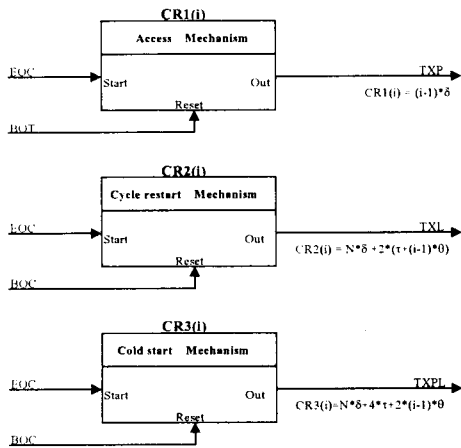 CR1(i)
Access Mechanism
EOC
Start
Out
TXP
Reset
CR1(i) = (i-1)*δ
BOT
CR2(i)
Cycle restart Mechanism
EOC
Start
Out
TXL
Reset
CR2(i) = N*δ +2*(τ+(i-1)*θ)
BOC
CR3(i)
Cold start Mechanism
EOC
Start
Out
TXPL
Reset
CR3(i)=N*δ+4*τ+2*(i-1)*θ
BOC